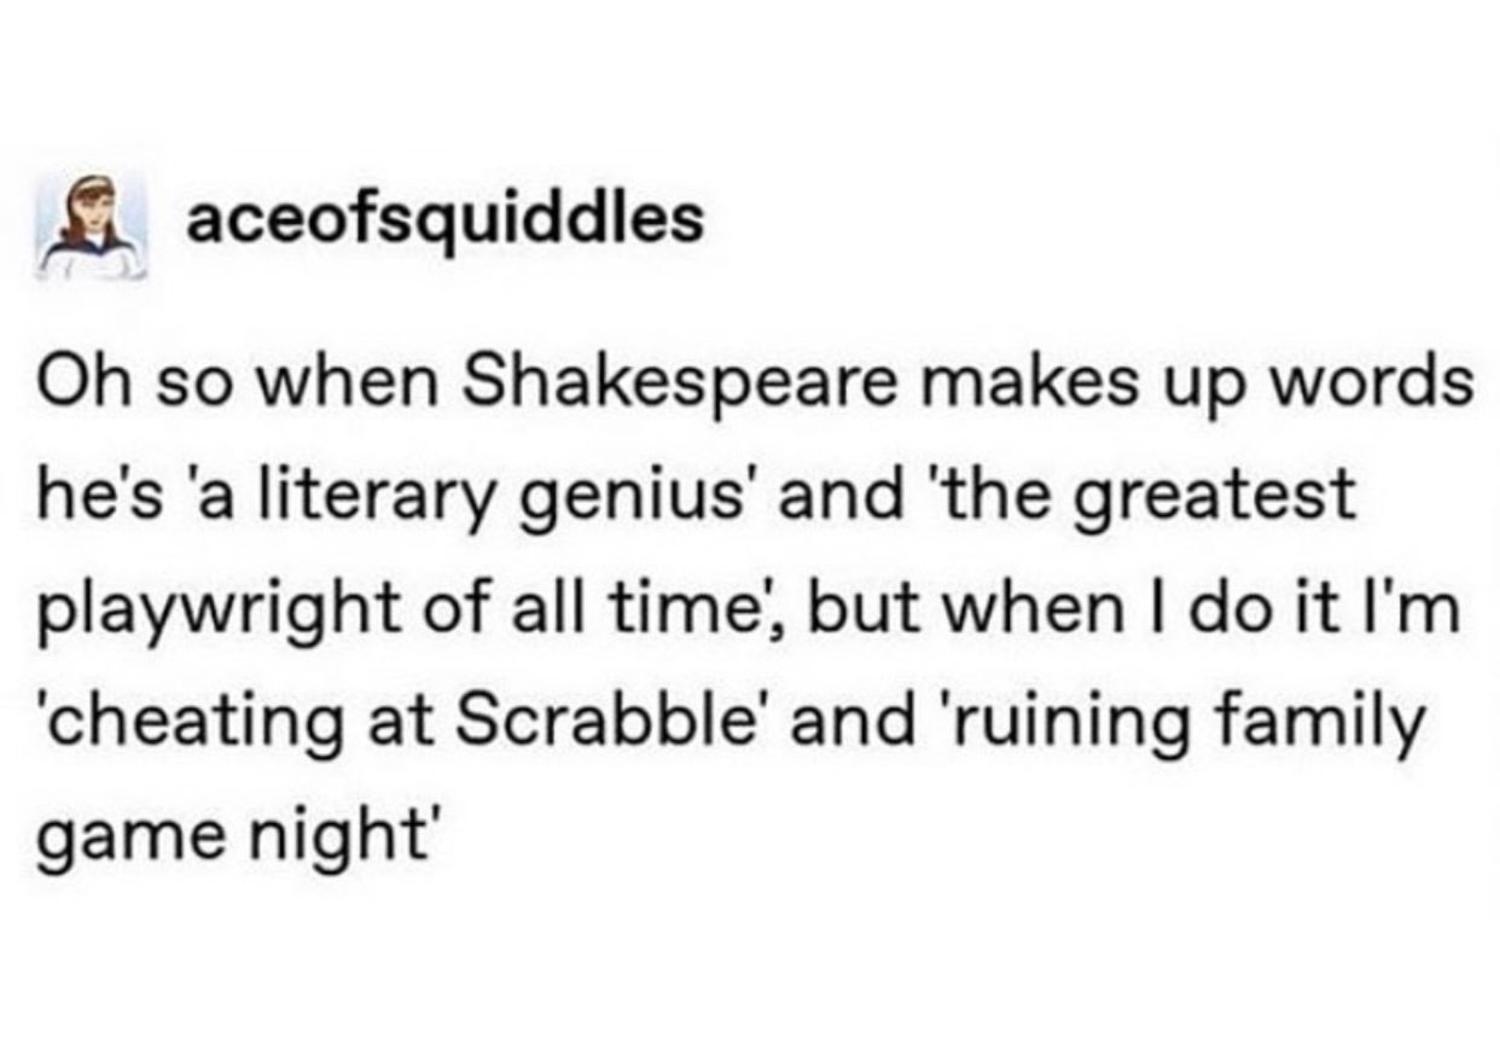 aceofsquiddles
Oh so when Shakespeare makes up words
he's 'a literary genius' and 'the greatest
playwright of all time', but when I do it I'm
'cheating at Scrabble' and 'ruining family
game night'